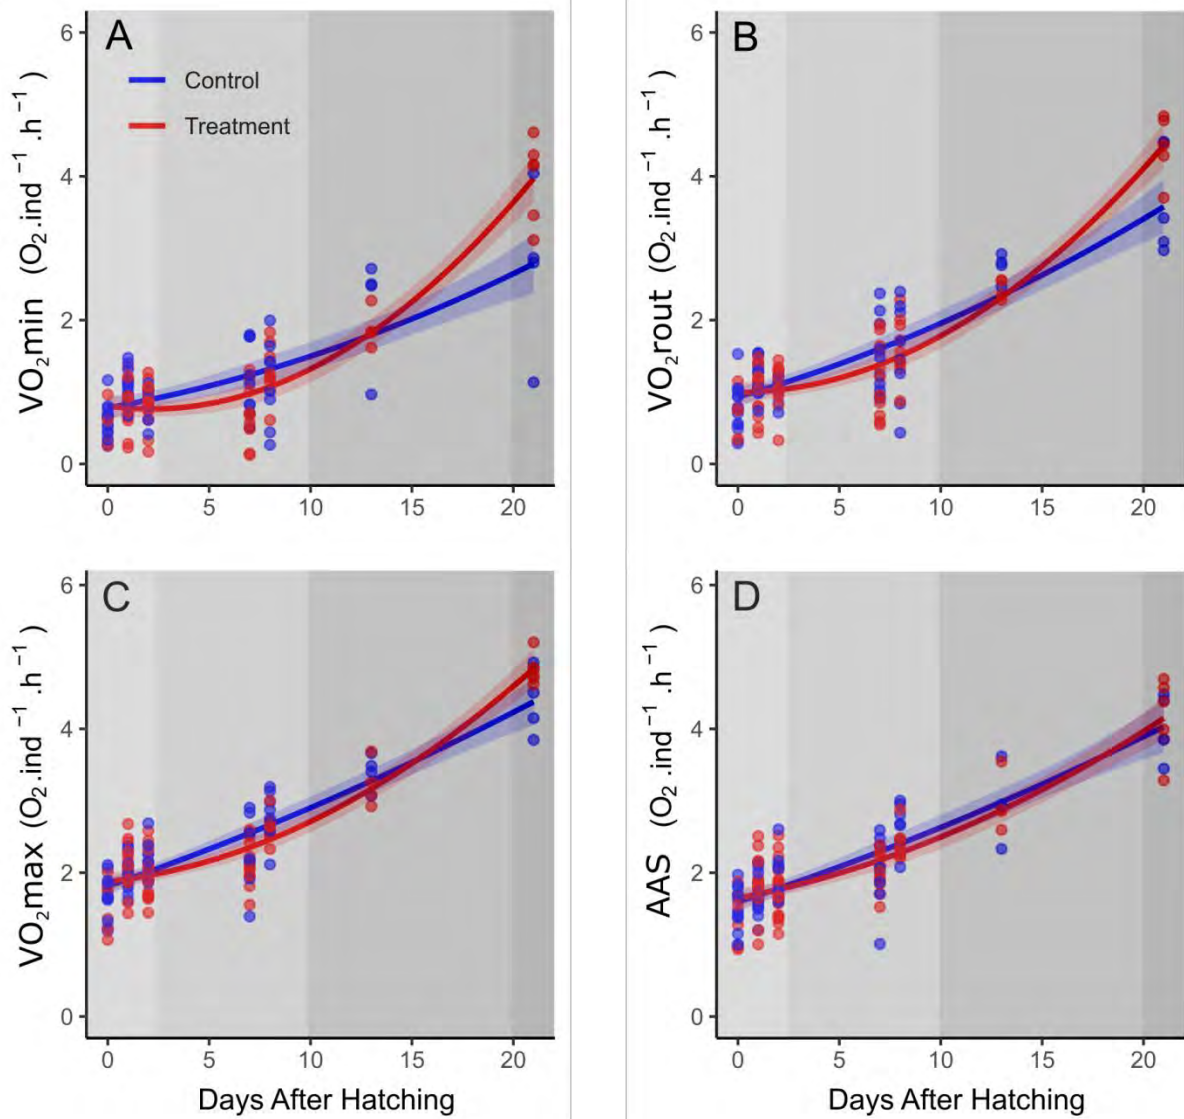 A
Control
Treatment
VO₂min (O₂.ind⁻¹.h⁻¹)
6
4
2
0
0 5 10 15 20
B
VO₂rout (O₂.ind⁻¹.h⁻¹)
6
4
2
0
0 5 10 15 20
C
VO₂max (O₂.ind⁻¹.h⁻¹)
6
4
2
0
0 5 10 15 20
Days After Hatching
D
AAS (O₂.ind⁻¹.h⁻¹)
6
4
2
0
0 5 10 15 20
Days After Hatching